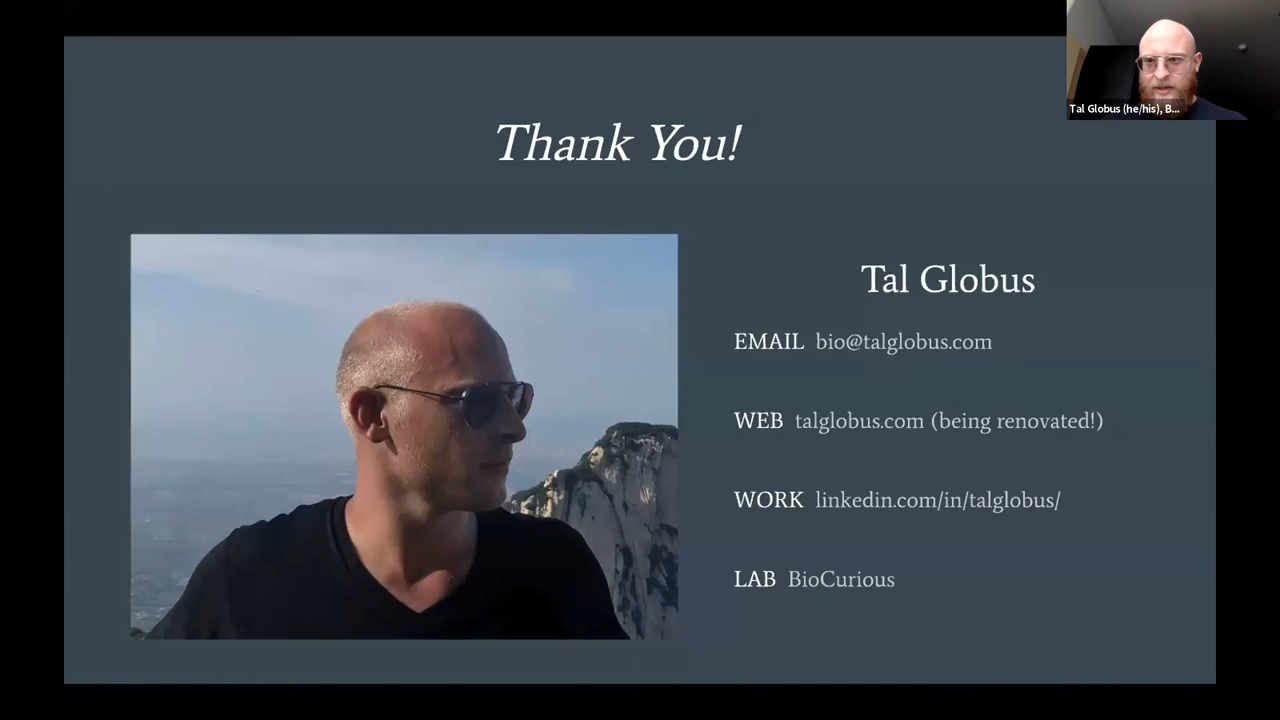 Tal Globus (he/his), B...
Thank You!
Tal Globus
EMAIL bio@talglobus.com
WEB talglobus.com (being renovated!)
WORK linkedin.com/in/talglobus/
LAB BioCurious